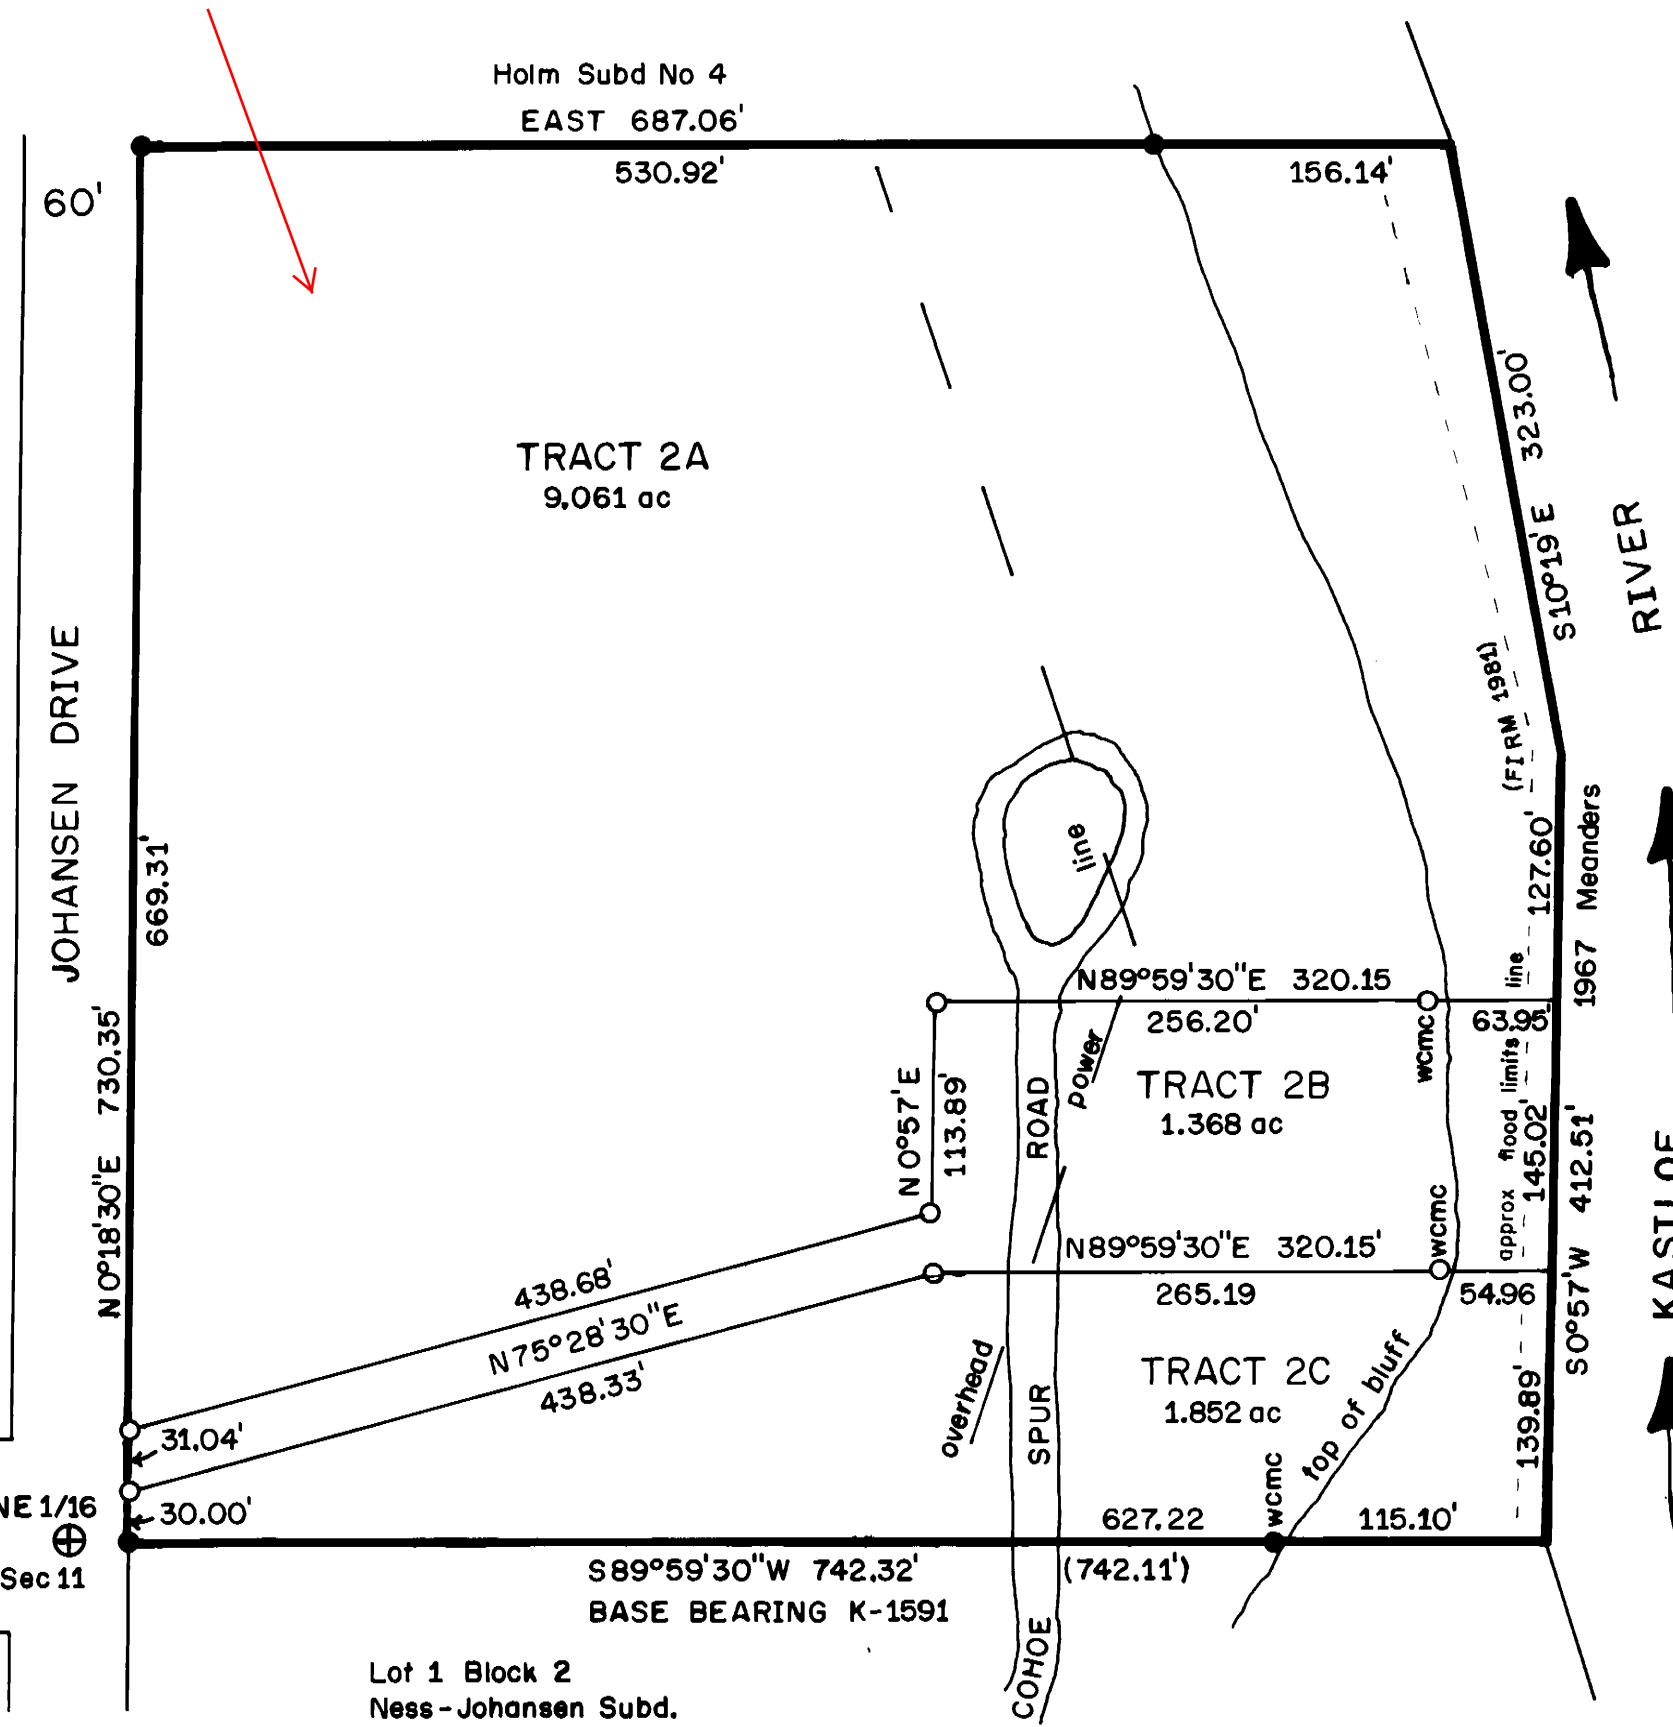 Holm Subd No 4
EAST 687.06'
530.92'
156.14'
60'
323.00'
S10°19'E
RIVER
TRACT 2A
9.061 ac
JOHANSEN DRIVE
669.31'
(FIRM 1981)
line
127.60'
1967 Meanders
N89°59'30"E 320.15
256.20'
63.95'
wcmc
line
N0°18'30"E 730.35'
N0°57'E
113.89'
ROAD
power
TRACT 2B
1.368 ac
approx flood limits
145.02'
S0°57'W 412.51'
wcmc
N89°59'30"E 320.15'
265.19
54.96
438.68'
N75°28'30"E
438.33'
overhead
SPUR
TRACT 2C
1.852 ac
top of bluff
139.89'
31.04'
30.00'
NE 1/16
Sec 11
627.22
wcmc
115.10'
S89°59'30"W 742.32' (742.11')
BASE BEARING K-1591
COHOE
Lot 1 Block 2
Ness-Johansen Subd.